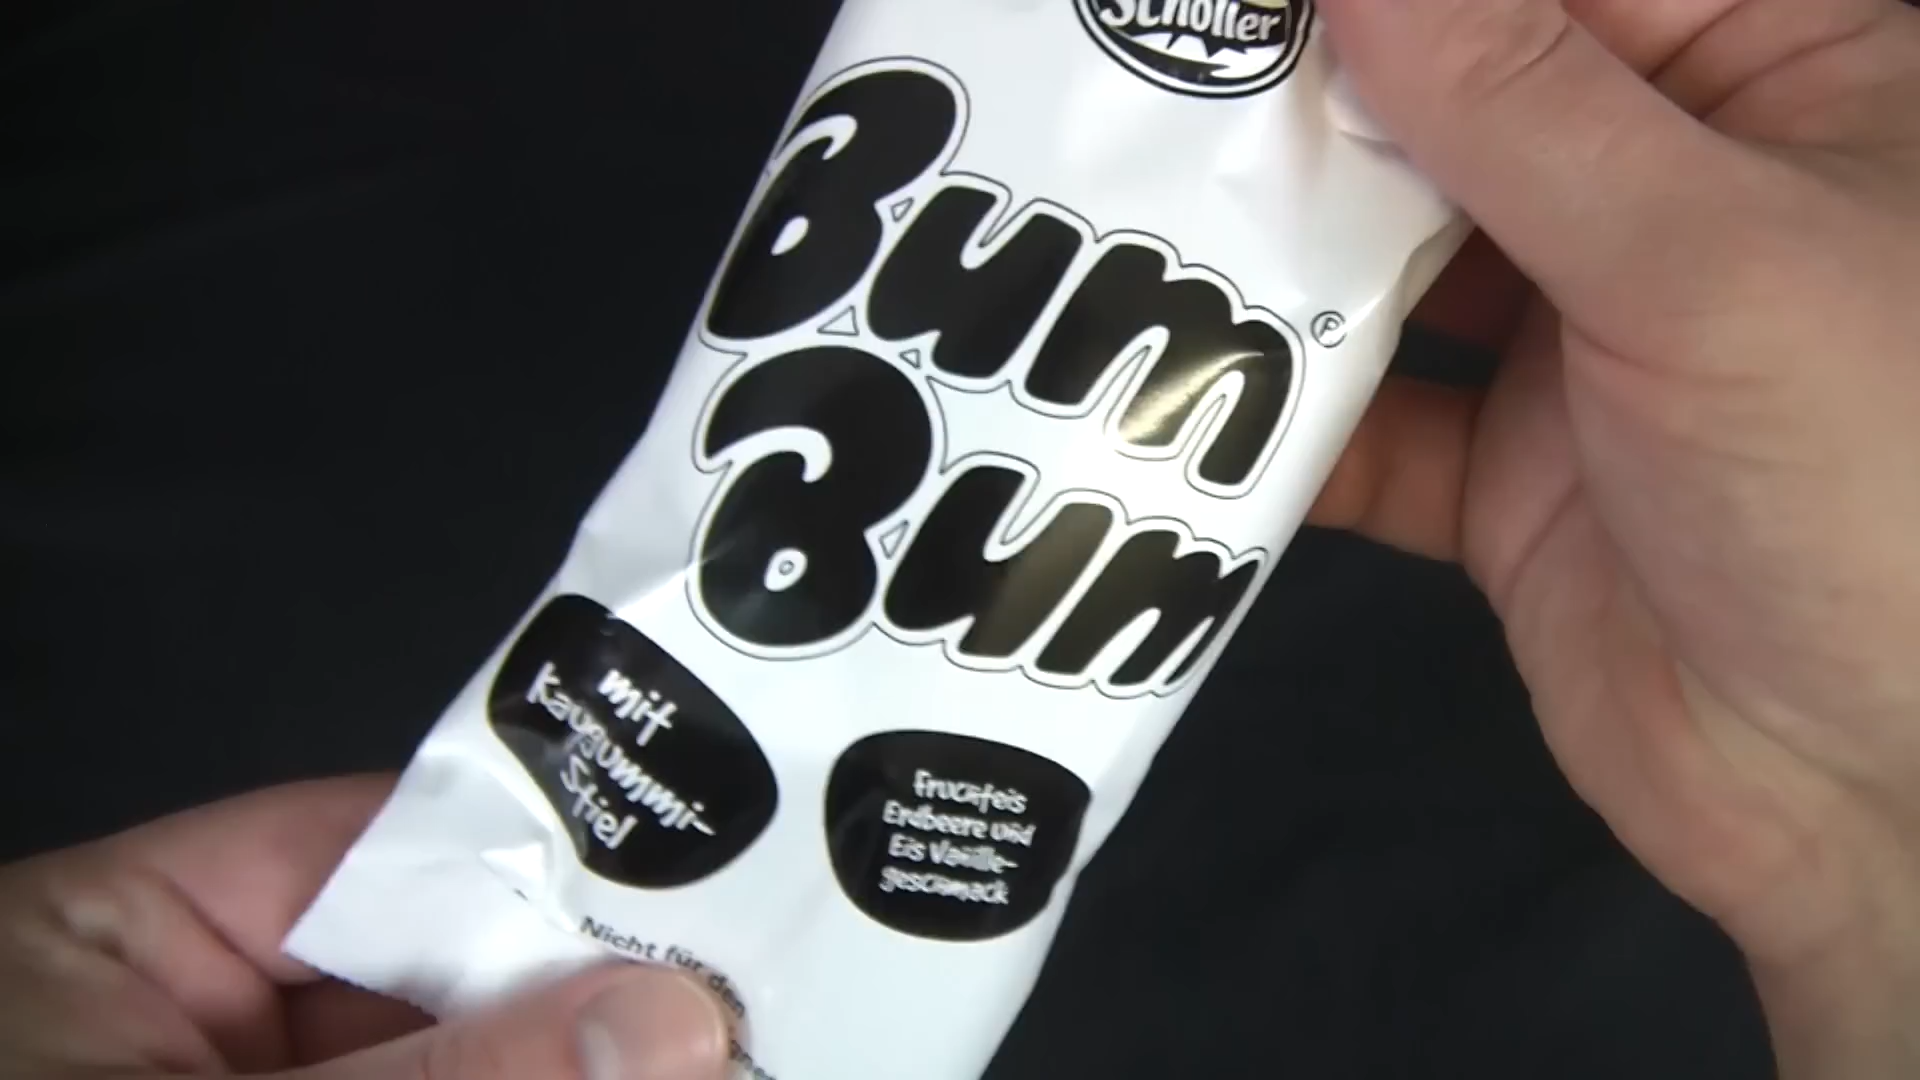 Schöller
Bum
Bum
mit
Kaugummi-
Stiel
Fruchteis
Erdbeere und
Eis Vanille-
geschmack
Nicht für den